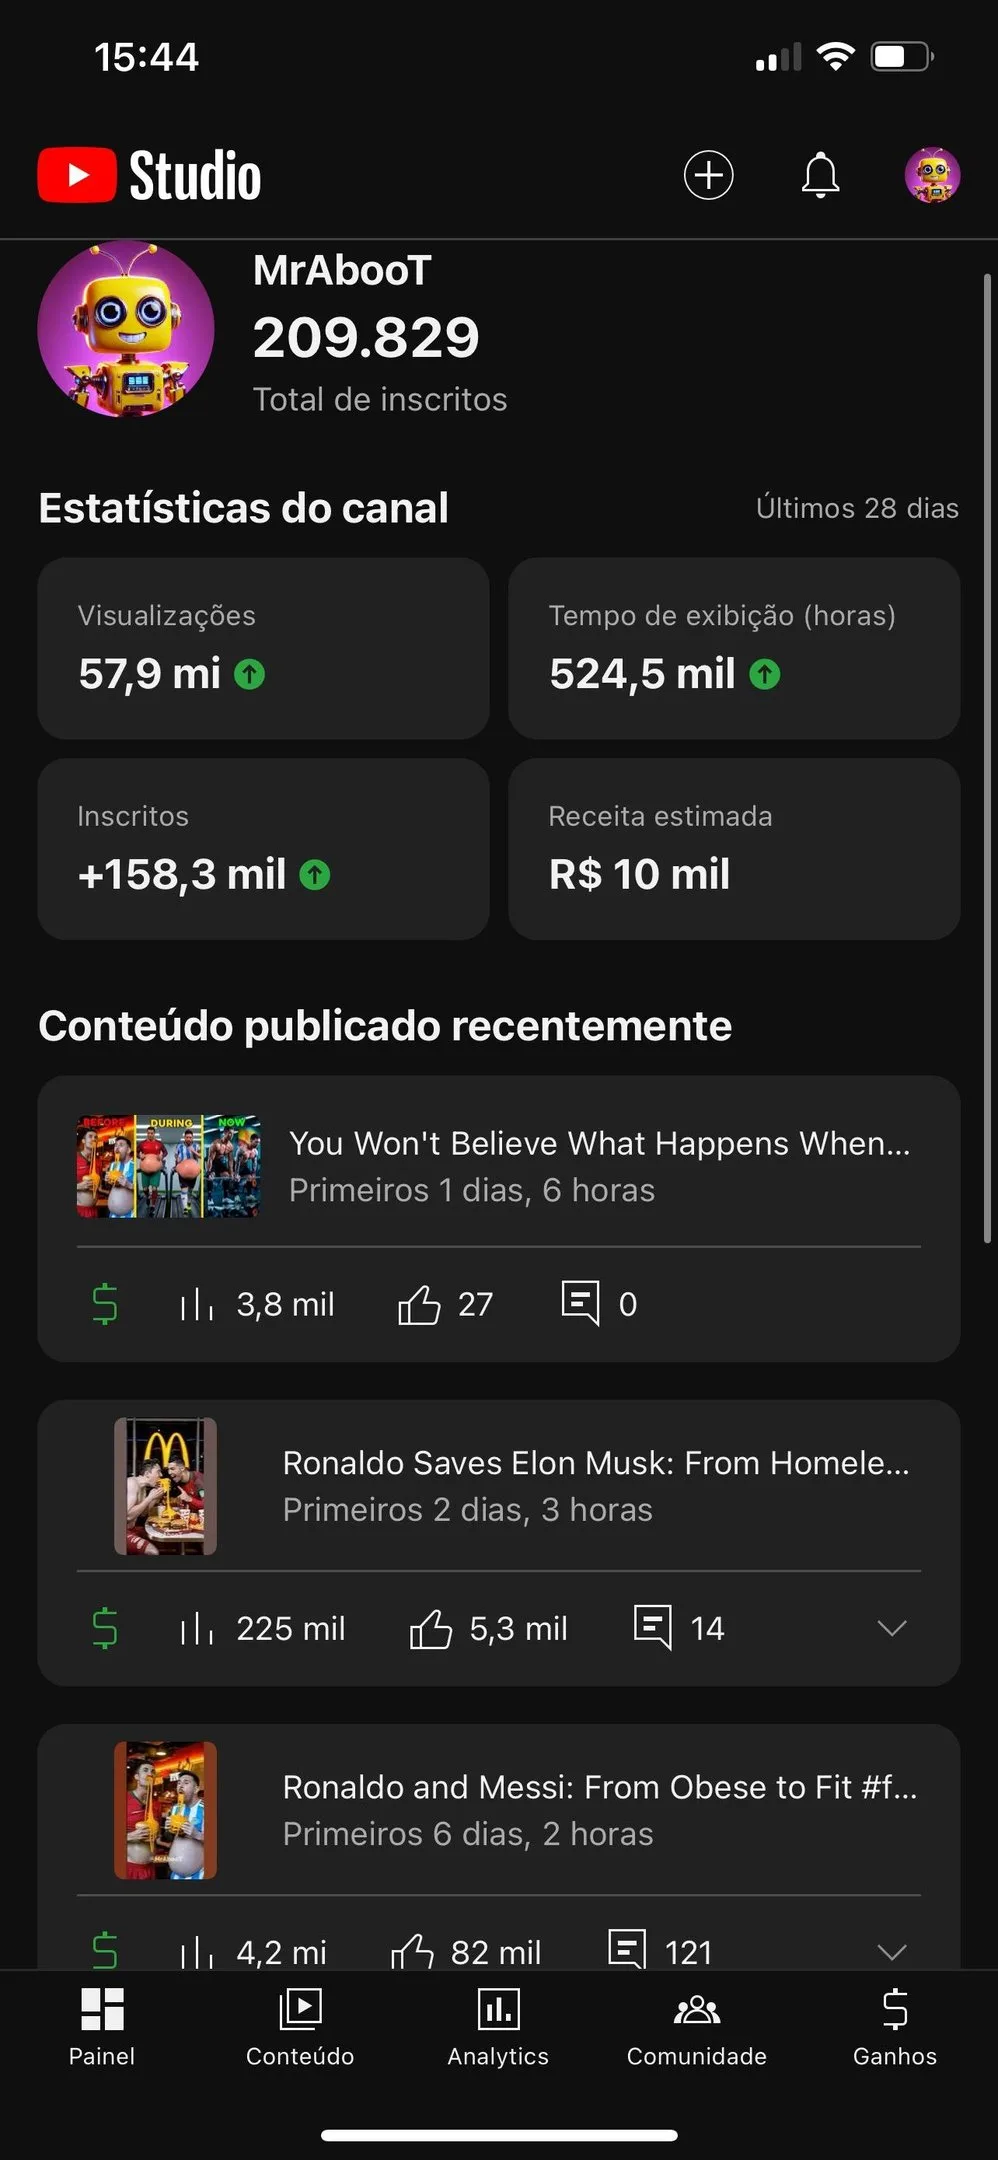 15:44
Studio
MrAbooT
209.829
Total de inscritos
Estatísticas do canal
Últimos 28 dias
Visualizações
57,9 mi
Tempo de exibição (horas)
524,5 mil
Inscritos
+158,3 mil
Receita estimada
R$ 10 mil
Conteúdo publicado recentemente
BEFORE DURING NOW
You Won't Believe What Happens When...
Primeiros 1 dias, 6 horas
3,8 mil
27
0
Ronaldo Saves Elon Musk: From Homele...
Primeiros 2 dias, 3 horas
225 mil
5,3 mil
14
MrAbooT
Ronaldo and Messi: From Obese to Fit #f...
Primeiros 6 dias, 2 horas
4,2 mi
82 mil
121
Painel
Conteúdo
Analytics
Comunidade
Ganhos